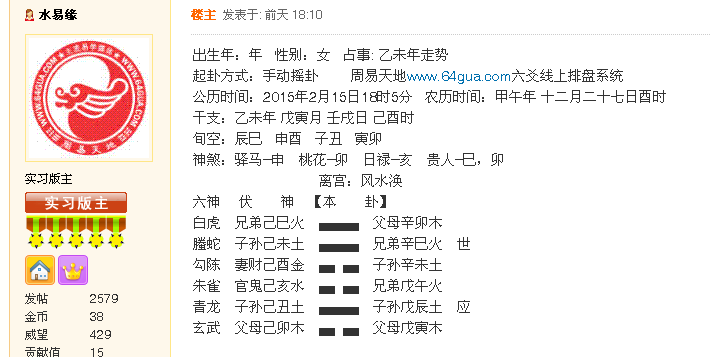 水易缘
WWW.64GUA.COM
实习版主
实习版主
发帖 2579
金币 38
威望 429
贡献值 15
楼主 发表于: 前天 18:10
出生年：年 性别：女 占事: 乙未年走势
起卦方式：手动摇卦 周易天地www.64gua.com六爻线上排盘系统
公历时间：2015年2月15日18时5分 农历时间：甲午年 十二月二十七日酉时
干支：乙未年 戊寅月 壬戌日 己酉时
旬空：辰巳 申酉 子丑 寅卯
神煞：驿马—申 桃花—卯 日禄—亥 贵人—巳，卯
离宫：风水涣
六神 伏 神 【本 卦】
白虎 兄弟己巳火 父母辛卯木
螣蛇 子孙己未土 兄弟辛巳火 世
勾陈 妻财己酉金 子孙辛未土
朱雀 官鬼己亥水 兄弟戊午火
青龙 子孙己丑土 子孙戊辰土 应
玄武 父母己卯木 父母戊寅木